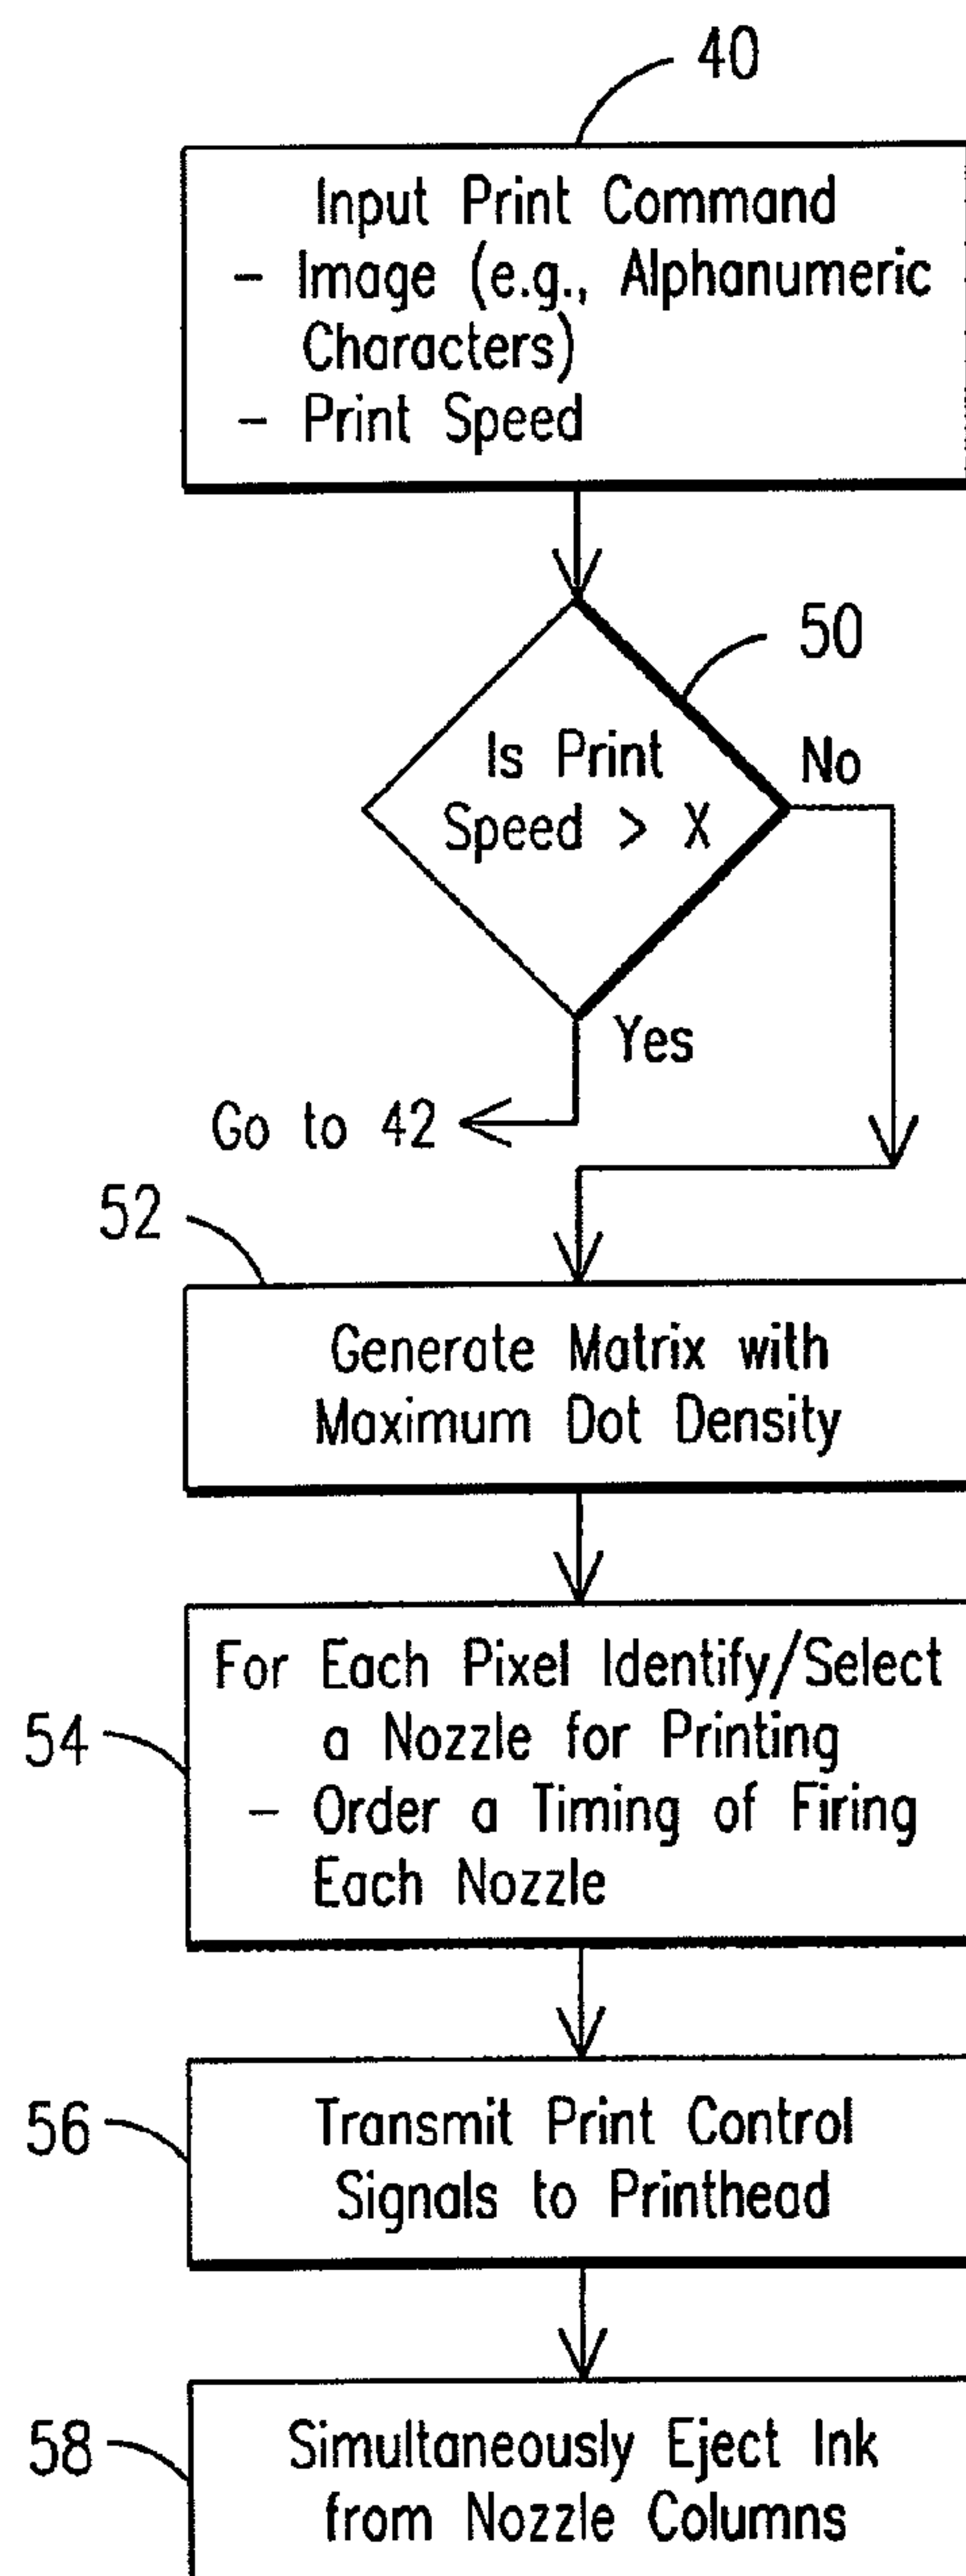 40
Input Print Command
- Image (e.g., Alphanumeric
Characters)
- Print Speed
50
Is Print
Speed > X
No
Yes
Go to 42
52
Generate Matrix with
Maximum Dot Density
For Each Pixel Identify/Select
a Nozzle for Printing
54
- Order a Timing of Firing
Each Nozzle
56
Transmit Print Control
Signals to Printhead
58
Simultaneously Eject Ink
from Nozzle Columns